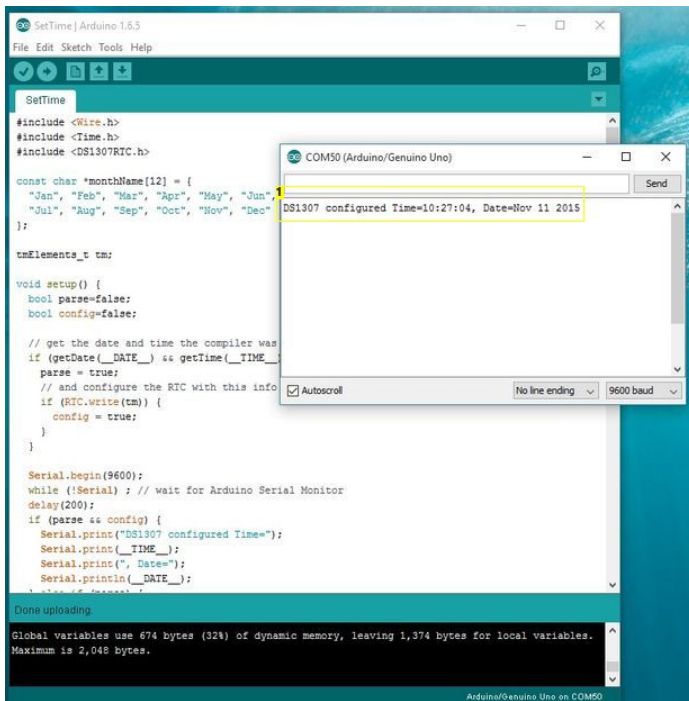 SetTime | Arduino 1.6.5
File Edit Sketch Tools Help
SetTime
#include <Wire.h>
#include <Time.h>
#include <DS1307RTC.h>
const char *monthName[12] = {
"Jan", "Feb", "Mar", "Apr", "May", "Jun",
"Jul", "Aug", "Sep", "Oct", "Nov", "Dec"
};
tmElements_t tm;
void setup() {
bool parse=false;
bool config=false;
// get the date and time the compiler was
if (getDate(__DATE__) && getTime(__TIME__
parse = true;
// and configure the RTC with this info
if (RTC.write(tm)) {
config = true;
}
}
Serial.begin(9600);
while (!Serial) ; // wait for Arduino Serial Monitor
delay(200);
if (parse && config) {
Serial.print("DS1307 configured Time=");
Serial.print(__TIME__);
Serial.print(", Date=");
Serial.println(__DATE__);
COM50 (Arduino/Genuino Uno)
Send
1
DS1307 configured Time=10:27:04, Date=Nov 11 2015
Autoscroll
No line ending
9600 baud
Done uploading.
Global variables use 674 bytes (32%) of dynamic memory, leaving 1,374 bytes for local variables.
Maximum is 2,048 bytes.
Arduino/Genuino Uno on COM50